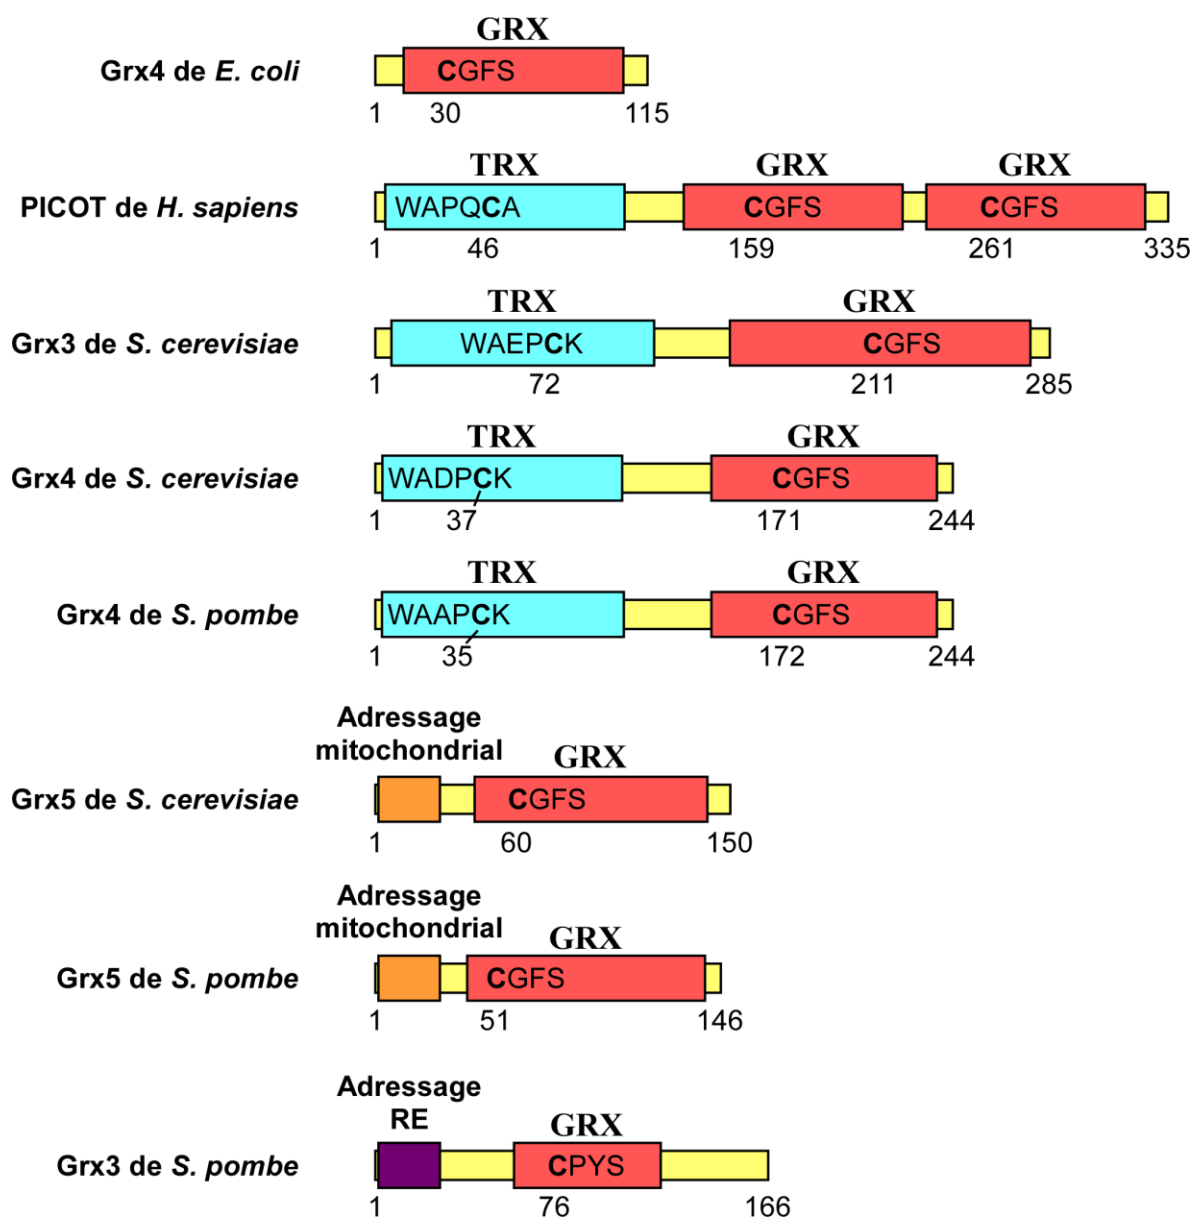 GRX
Grx4 de E. coli
CGFS
1 30 115
TRX GRX GRX
PICOT de H. sapiens
WAPQCA CGFS CGFS
1 46 159 261 335
TRX GRX
Grx3 de S. cerevisiae
WAEPCK CGFS
1 72 211 285
TRX GRX
Grx4 de S. cerevisiae
WADPCK CGFS
1 37 171 244
TRX GRX
Grx4 de S. pombe
WAAPCK CGFS
1 35 172 244
Adressage
mitochondrial
GRX
Grx5 de S. cerevisiae
CGFS
1 60 150
Adressage
mitochondrial
GRX
Grx5 de S. pombe
CGFS
1 51 146
Adressage
RE
GRX
Grx3 de S. pombe
CPYS
1 76 166